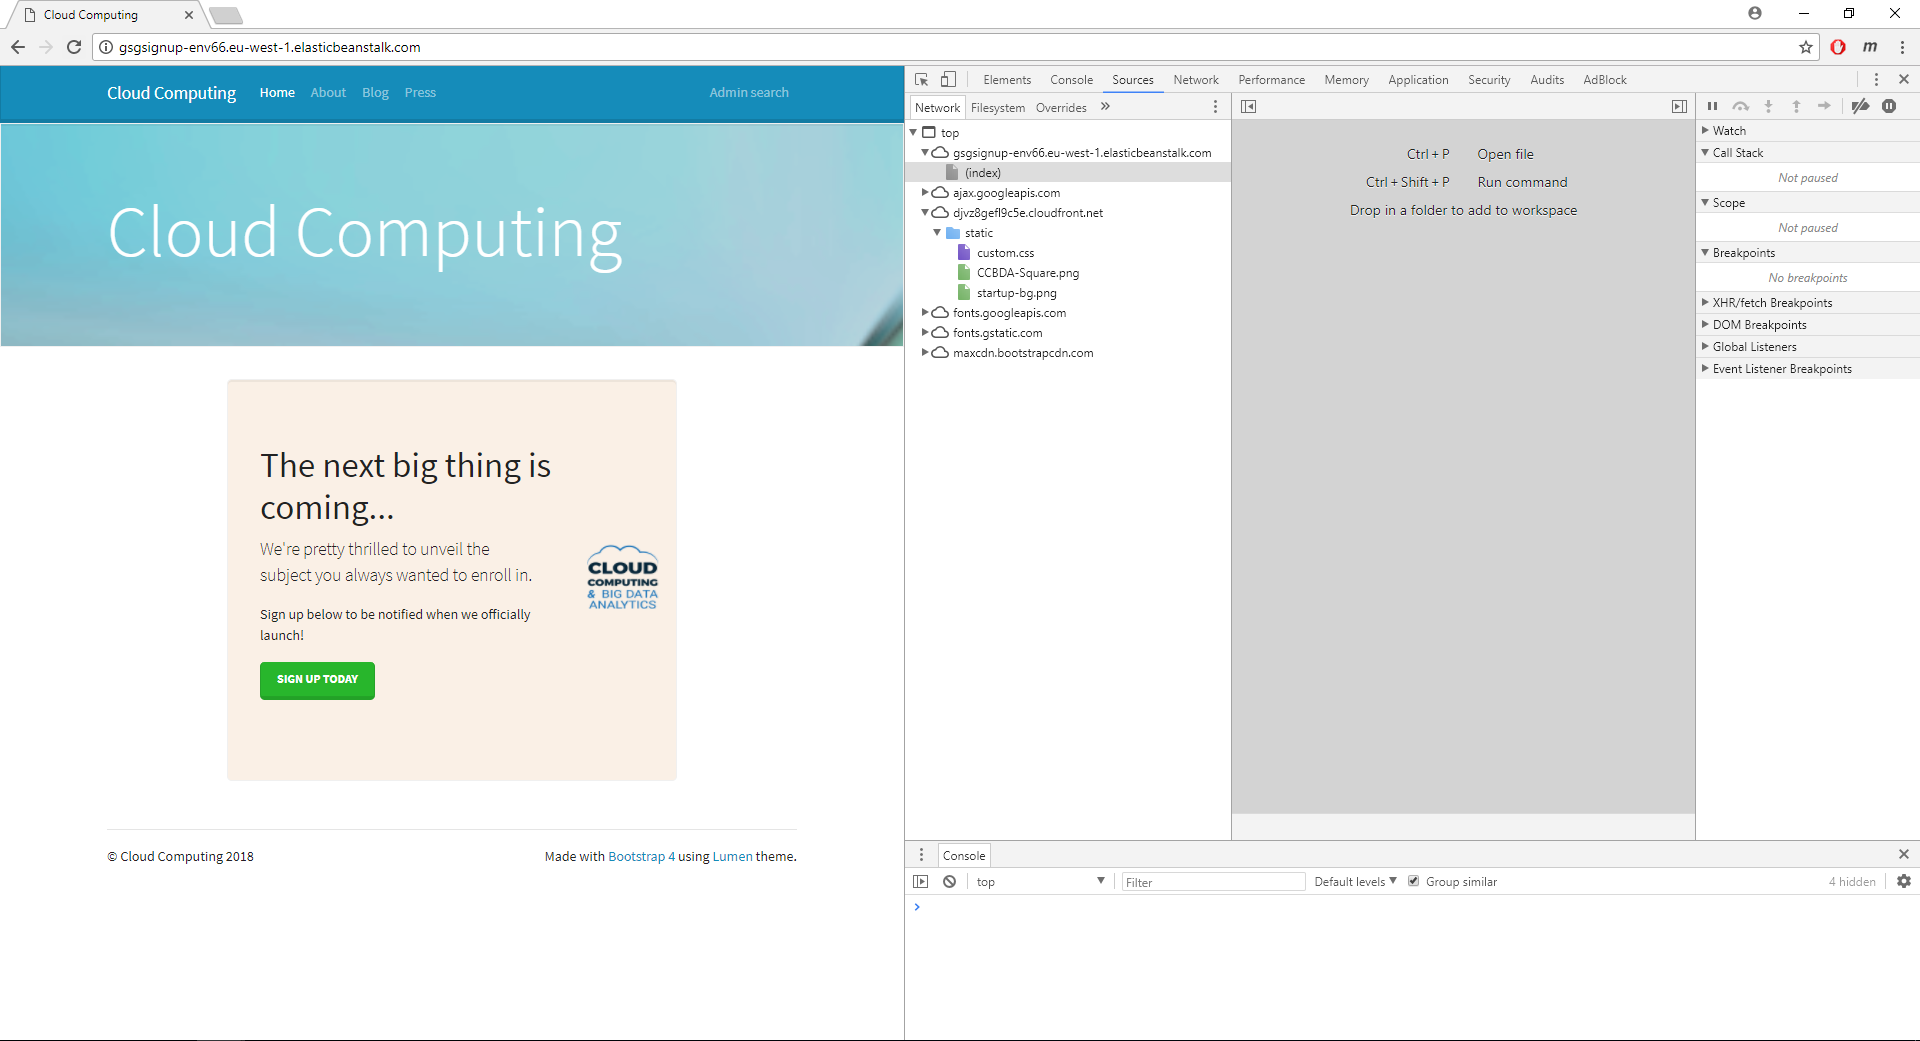 Cloud Computing
gsgsignup-env66.eu-west-1.elasticbeanstalk.com
m
Cloud Computing Home About Blog Press Admin search
Cloud Computing
The next big thing is
coming...
We're pretty thrilled to unveil the
subject you always wanted to enroll in.
Sign up below to be notified when we officially
launch!
SIGN UP TODAY
CLOUD
COMPUTING
& BIG DATA
ANALYTICS
© Cloud Computing 2018
Made with Bootstrap 4 using Lumen theme.
Elements Console Sources Network Performance Memory Application Security Audits AdBlock
Network Filesystem Overrides »
top
gsgsignup-env66.eu-west-1.elasticbeanstalk.com
(index)
ajax.googleapis.com
djvz8gefl9c5e.cloudfront.net
static
custom.css
CCBDA-Square.png
startup-bg.png
fonts.googleapis.com
fonts.gstatic.com
maxcdn.bootstrapcdn.com
Ctrl + P Open file
Ctrl + Shift + P Run command
Drop in a folder to add to workspace
Watch
Call Stack
Not paused
Scope
Not paused
Breakpoints
No breakpoints
XHR/fetch Breakpoints
DOM Breakpoints
Global Listeners
Event Listener Breakpoints
Console
top Filter Default levels Group similar 4 hidden